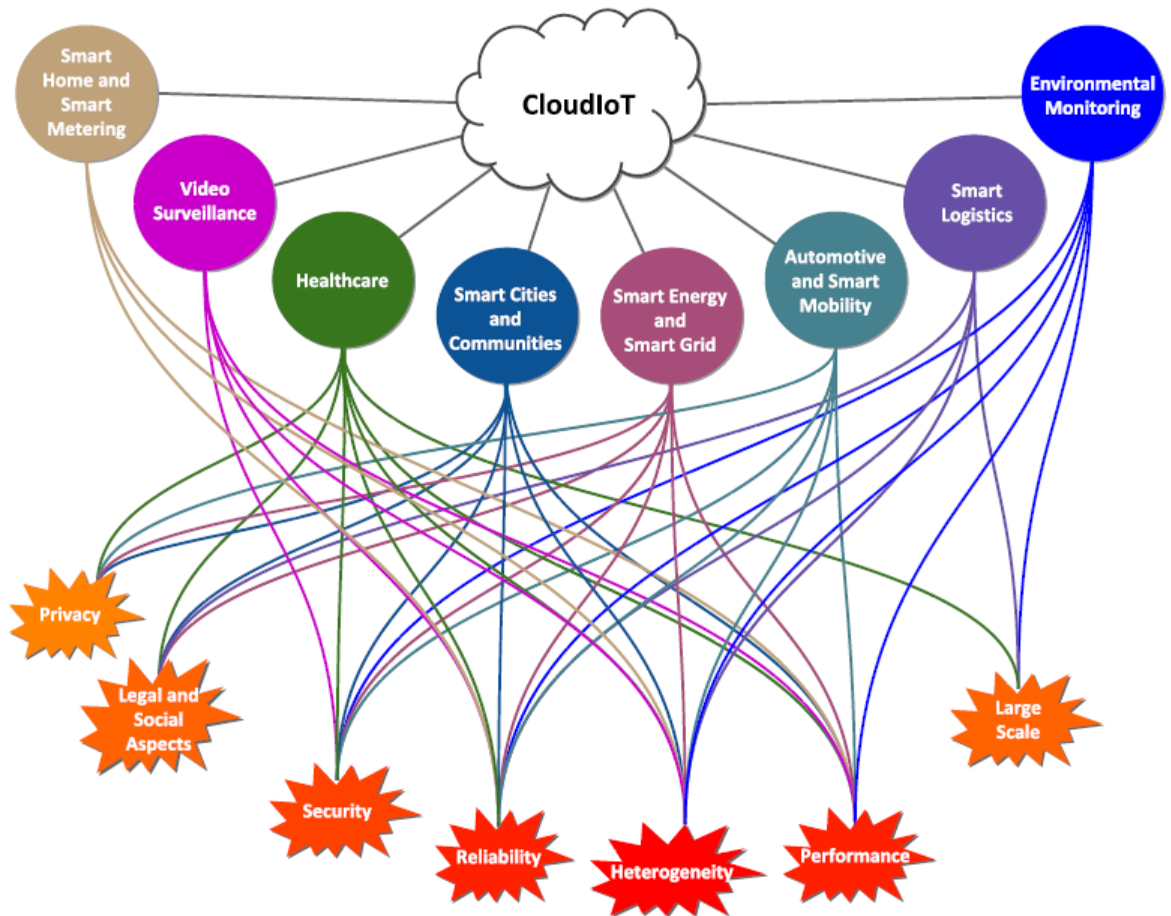 CloudIoT
Smart
Home and
Smart
Metering
Environmental
Monitoring
Video
Surveillance
Smart
Logistics
Healthcare
Automotive
and Smart
Mobility
Smart Cities
and
Communities
Smart Energy
and
Smart Grid
Privacy
Legal and
Social
Aspects
Large
Scale
Security
Reliability
Heterogeneity
Performance